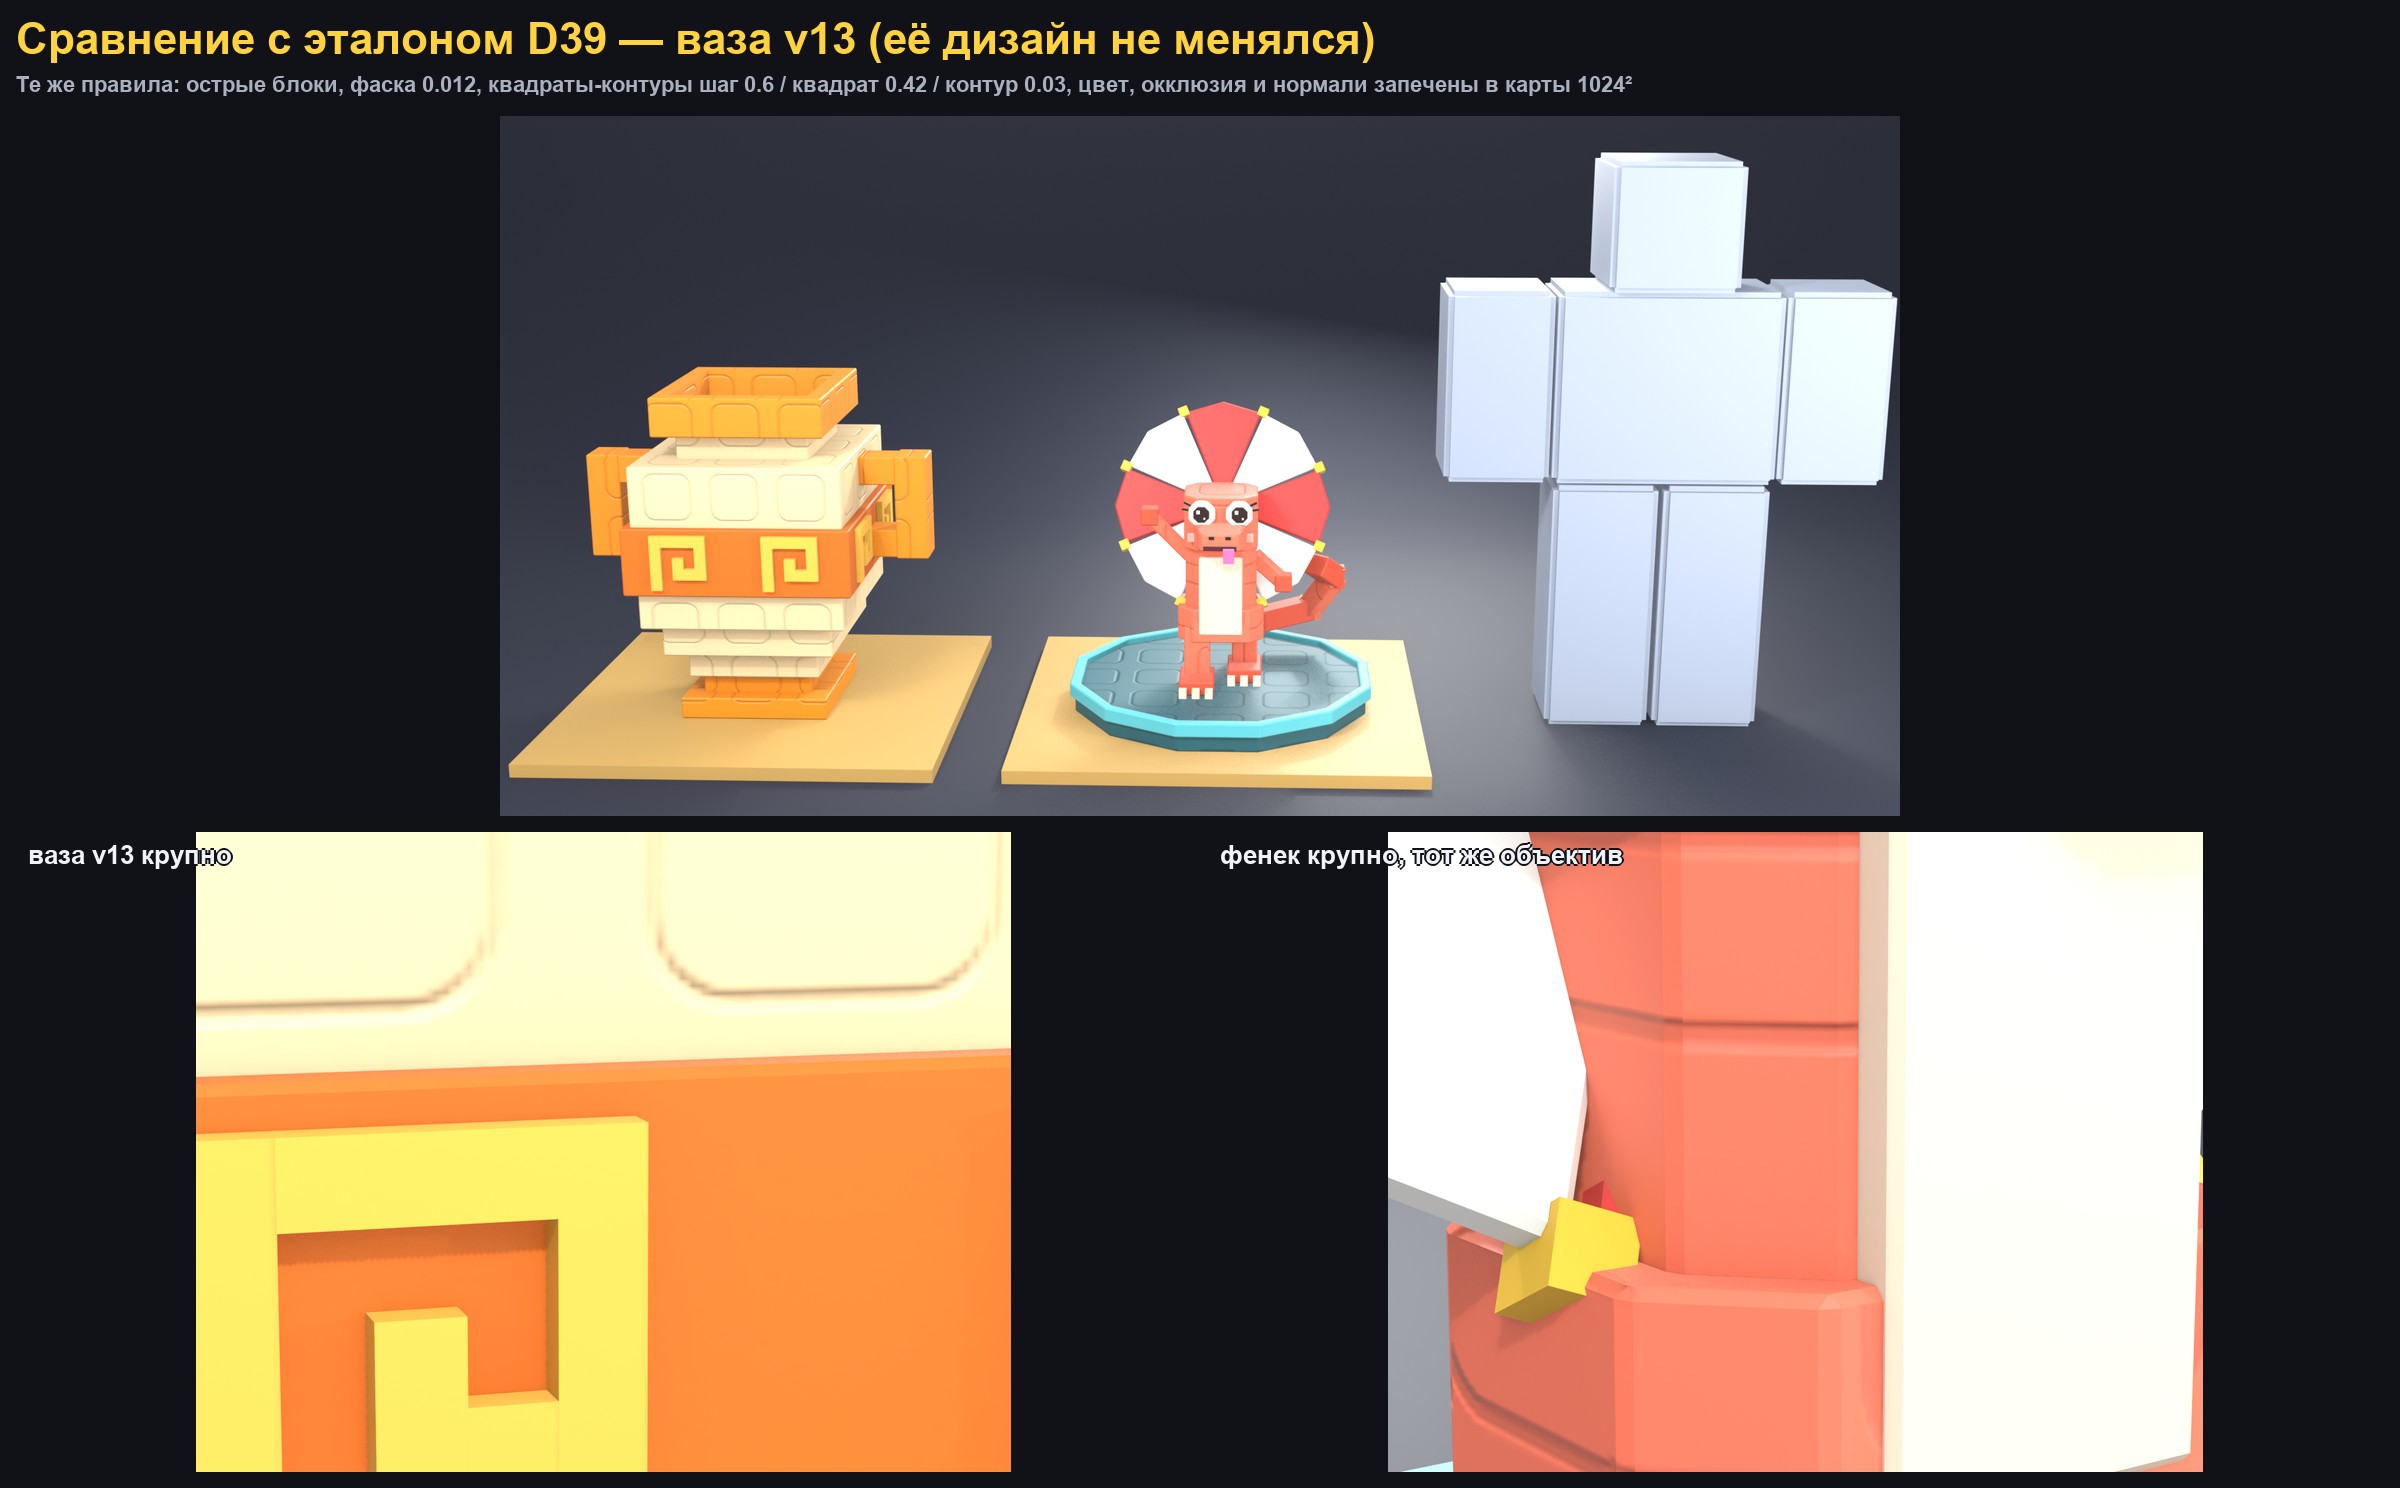 Сравнение с эталоном D39 — ваза v13 (её дизайн не менялся)
Те же правила: острые блоки, фаска 0.012, квадраты-контуры шаг 0.6 / квадрат 0.42 / контур 0.03, цвет, окклюзия и нормали запечены в карты 1024²
ваза v13 крупно
фенек крупно, тот же объектив